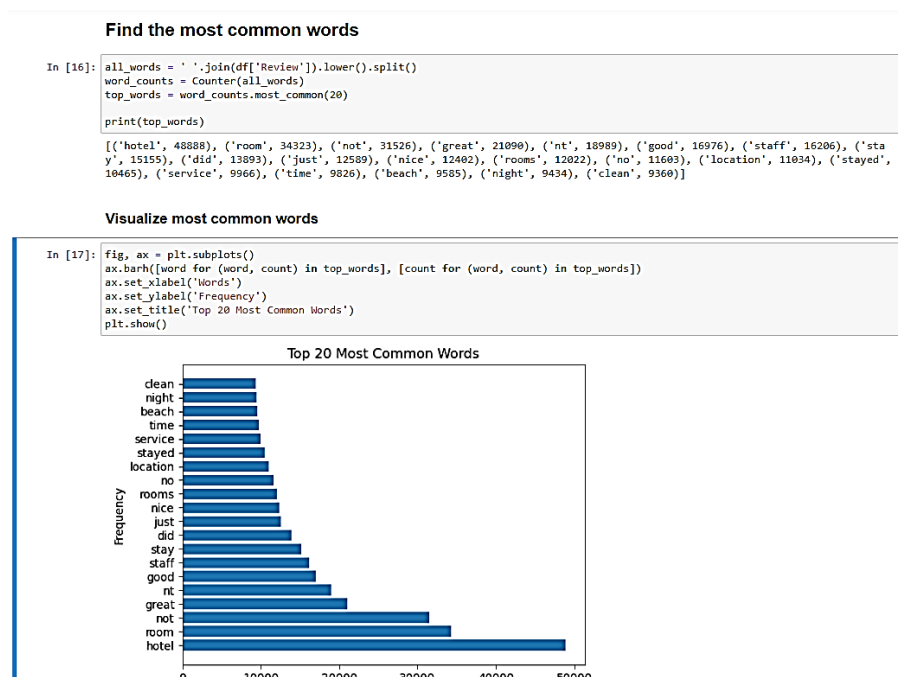 Find the most common words
In [16]: all_words = ' '.join(df['Review']).lower().split()
word_counts = Counter(all_words)
top_words = word_counts.most_common(20)
print(top_words)
[('hotel', 48888), ('room', 34323), ('not', 31526), ('great', 21090), ('nt', 18989), ('good', 16976), ('staff', 16206), ('sta
y', 15155), ('did', 13893), ('just', 12589), ('nice', 12402), ('rooms', 12022), ('no', 11603), ('location', 11034), ('stayed',
10465), ('service', 9966), ('time', 9826), ('beach', 9585), ('night', 9434), ('clean', 9360)]
Visualize most common words
In [17]: fig, ax = plt.subplots()
ax.barh([word for (word, count) in top_words], [count for (word, count) in top_words])
ax.set_xlabel('Words')
ax.set_ylabel('Frequency')
ax.set_title('Top 20 Most Common Words')
plt.show()
Top 20 Most Common Words
clean
night
beach
time
service
stayed
location
no
rooms
nice
just
did
stay
staff
good
nt
great
not
room
hotel
Frequency
0 10000 20000 30000 40000 50000